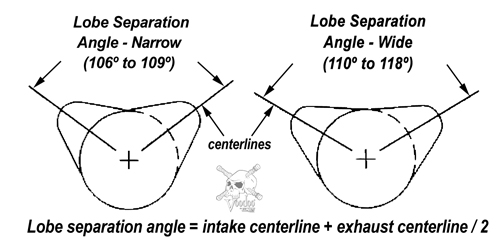 Lobe Separation
Angle - Narrow
(106º to 109º)
Lobe Separation
Angle - Wide
(110º to 118º)
centerlines
Lobe separation angle = intake centerline + exhaust centerline / 2